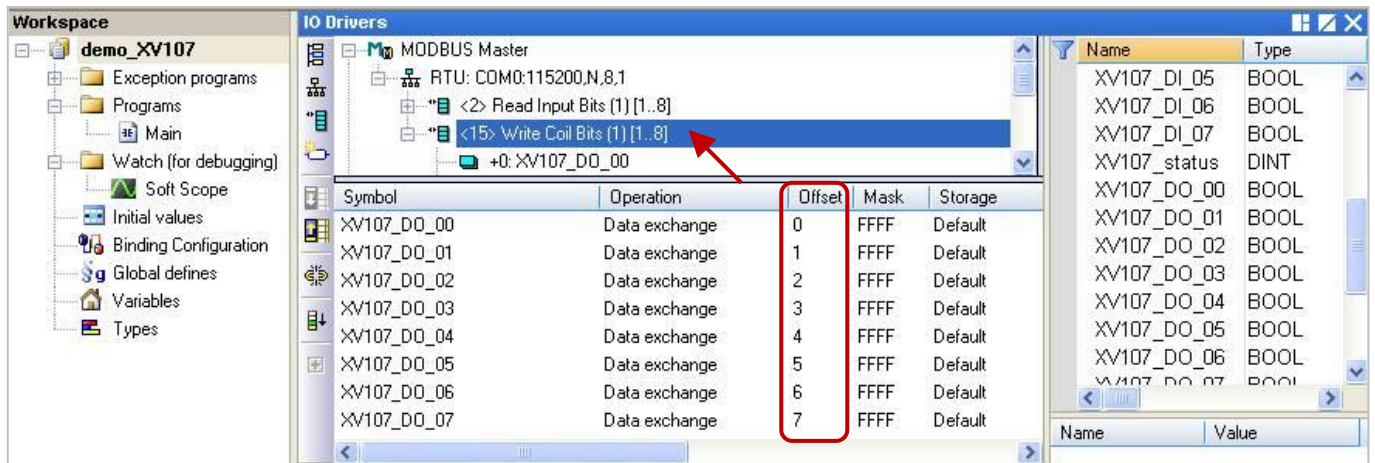 Workspace
demo_XV107
Exception programs
Programs
Main
Watch (for debugging)
Soft Scope
Initial values
Binding Configuration
Global defines
Variables
Types
IO Drivers
MODBUS Master
RTU: COM0:115200,N,8,1
<2> Read Input Bits (1) [1..8]
<15> Write Coil Bits (1) [1..8]
+0: XV107_DO_00
Symbol Operation Offset Mask Storage
XV107_DO_00 Data exchange 0 FFFF Default
XV107_DO_01 Data exchange 1 FFFF Default
XV107_DO_02 Data exchange 2 FFFF Default
XV107_DO_03 Data exchange 3 FFFF Default
XV107_DO_04 Data exchange 4 FFFF Default
XV107_DO_05 Data exchange 5 FFFF Default
XV107_DO_06 Data exchange 6 FFFF Default
XV107_DO_07 Data exchange 7 FFFF Default
Name Type
XV107_DI_05 BOOL
XV107_DI_06 BOOL
XV107_DI_07 BOOL
XV107_status DINT
XV107_DO_00 BOOL
XV107_DO_01 BOOL
XV107_DO_02 BOOL
XV107_DO_03 BOOL
XV107_DO_04 BOOL
XV107_DO_05 BOOL
XV107_DO_06 BOOL
XV107_DO_07 BOOL
Name Value